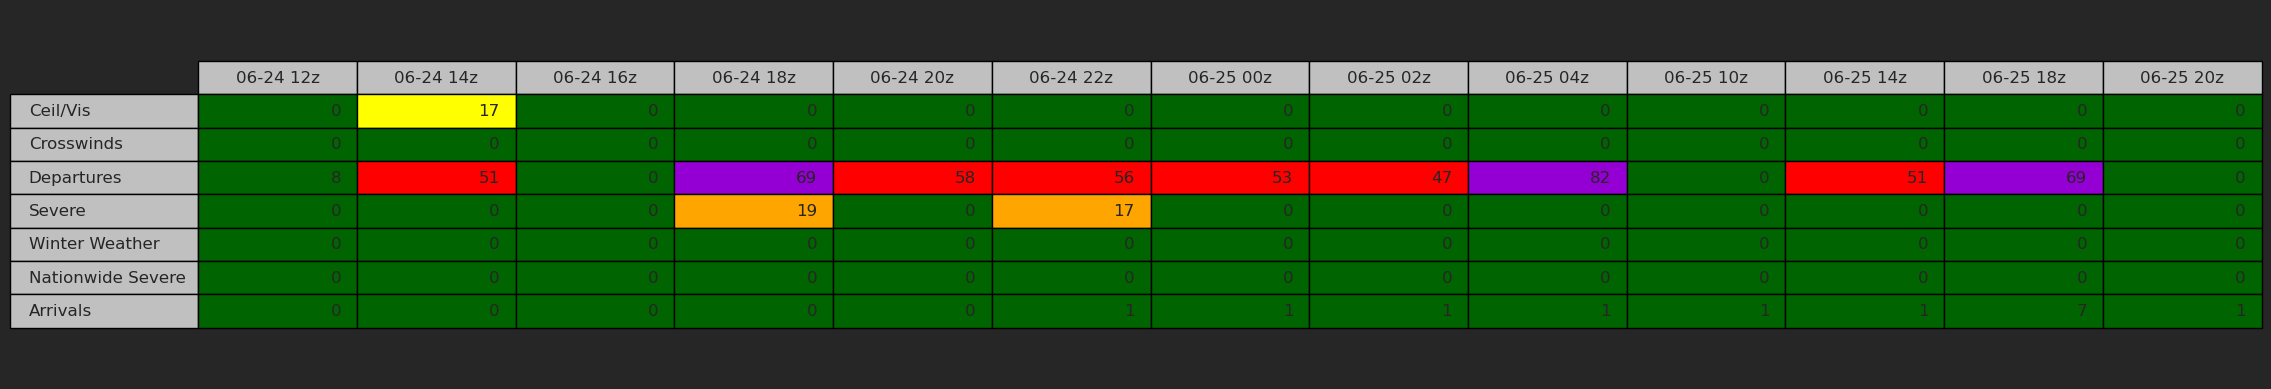 06-24 12z 06-24 14z 06-24 16z 06-24 18z 06-24 20z 06-24 22z 06-25 00z 06-25 02z 06-25 04z 06-25 10z 06-25 14z 06-25 18z 06-25 20z
Ceil/Vis 0 17 0 0 0 0 0 0 0 0 0 0 0
Crosswinds 0 0 0 0 0 0 0 0 0 0 0 0 0
Departures 8 51 0 69 58 56 53 47 82 0 51 69 0
Severe 0 0 0 19 0 17 0 0 0 0 0 0 0
Winter Weather 0 0 0 0 0 0 0 0 0 0 0 0 0
Nationwide Severe 0 0 0 0 0 0 0 0 0 0 0 0 0
Arrivals 0 0 0 0 0 1 1 1 1 1 1 7 1